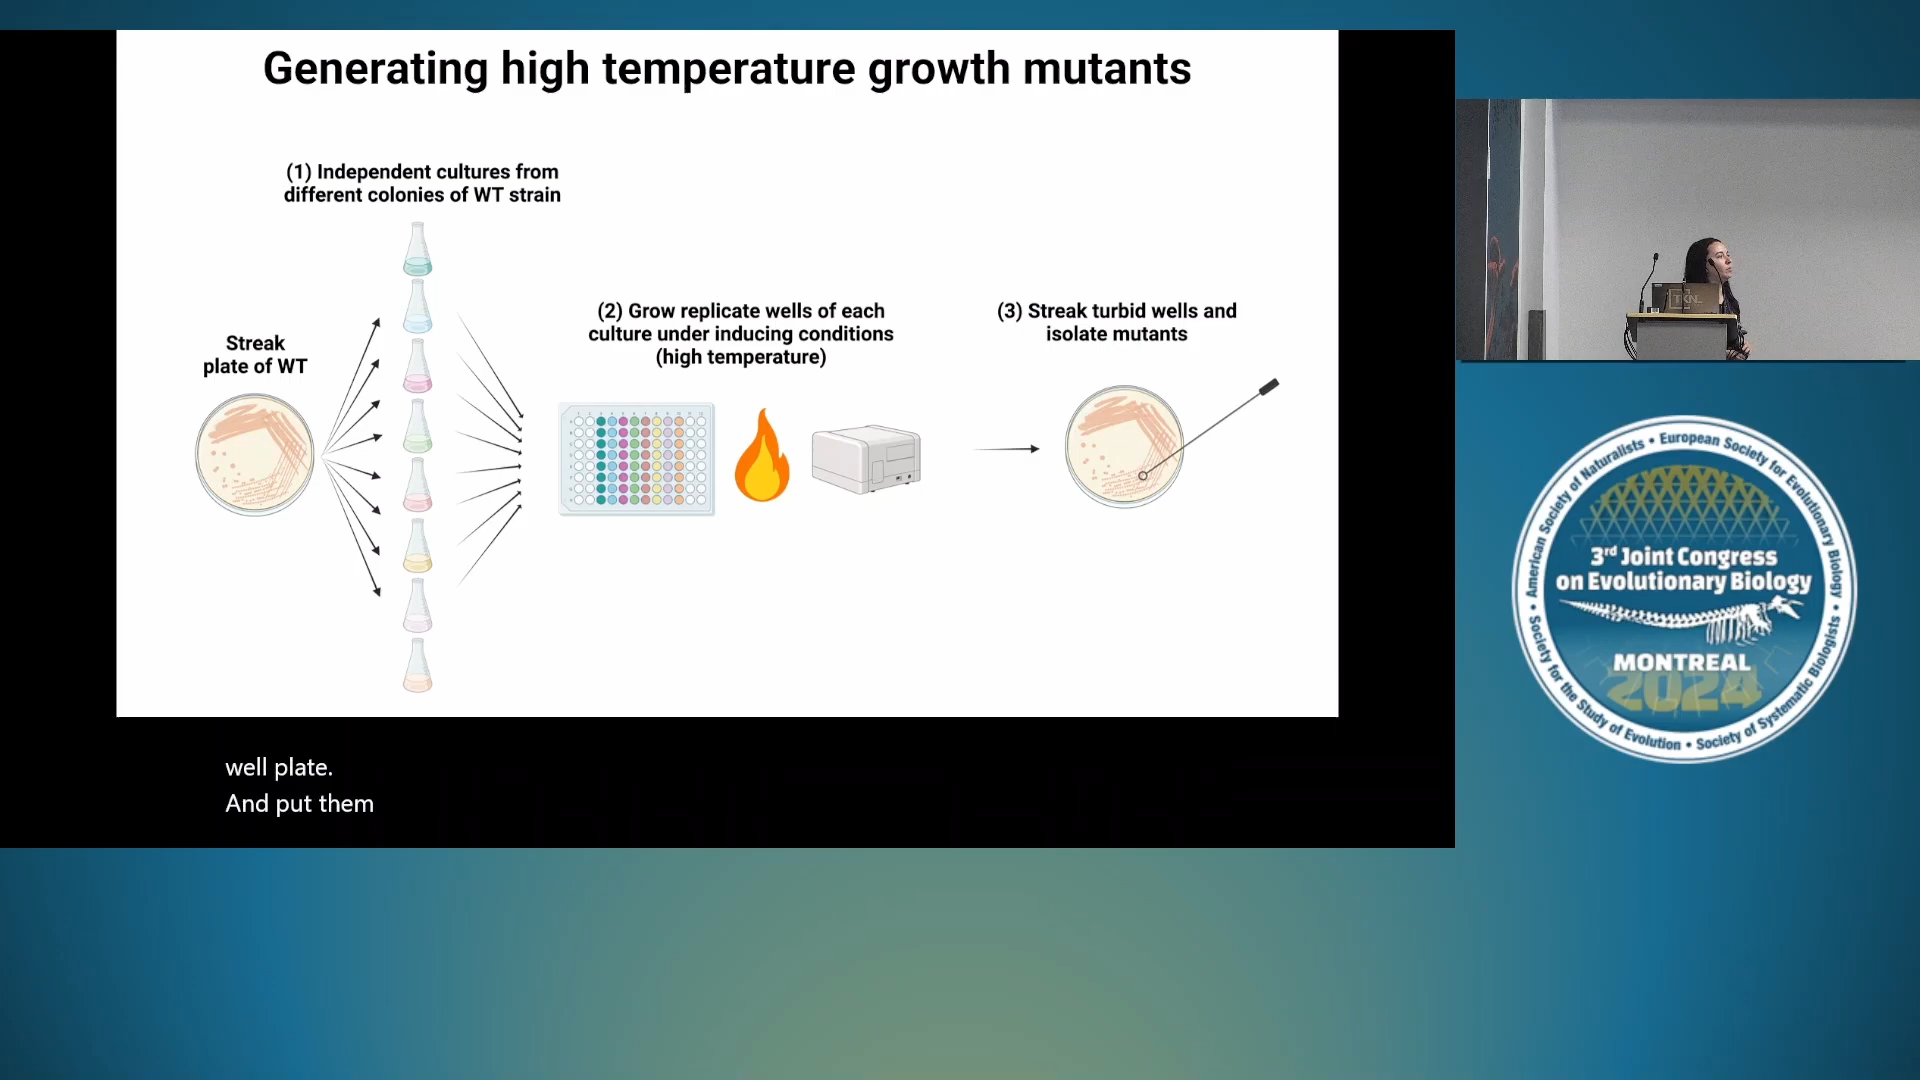 Generating high temperature growth mutants
(1) Independent cultures from
different colonies of WT strain
Streak
plate of WT
(2) Grow replicate wells of each
culture under inducing conditions
(high temperature)
(3) Streak turbid wells and
isolate mutants
well plate.
And put them
TKNL
American Society of Naturalists • European Society for Evolutionary Biology • Society of Systematic Biologists • Society for the Study of Evolution •
3rd Joint Congress
on Evolutionary Biology
MONTREAL
2024